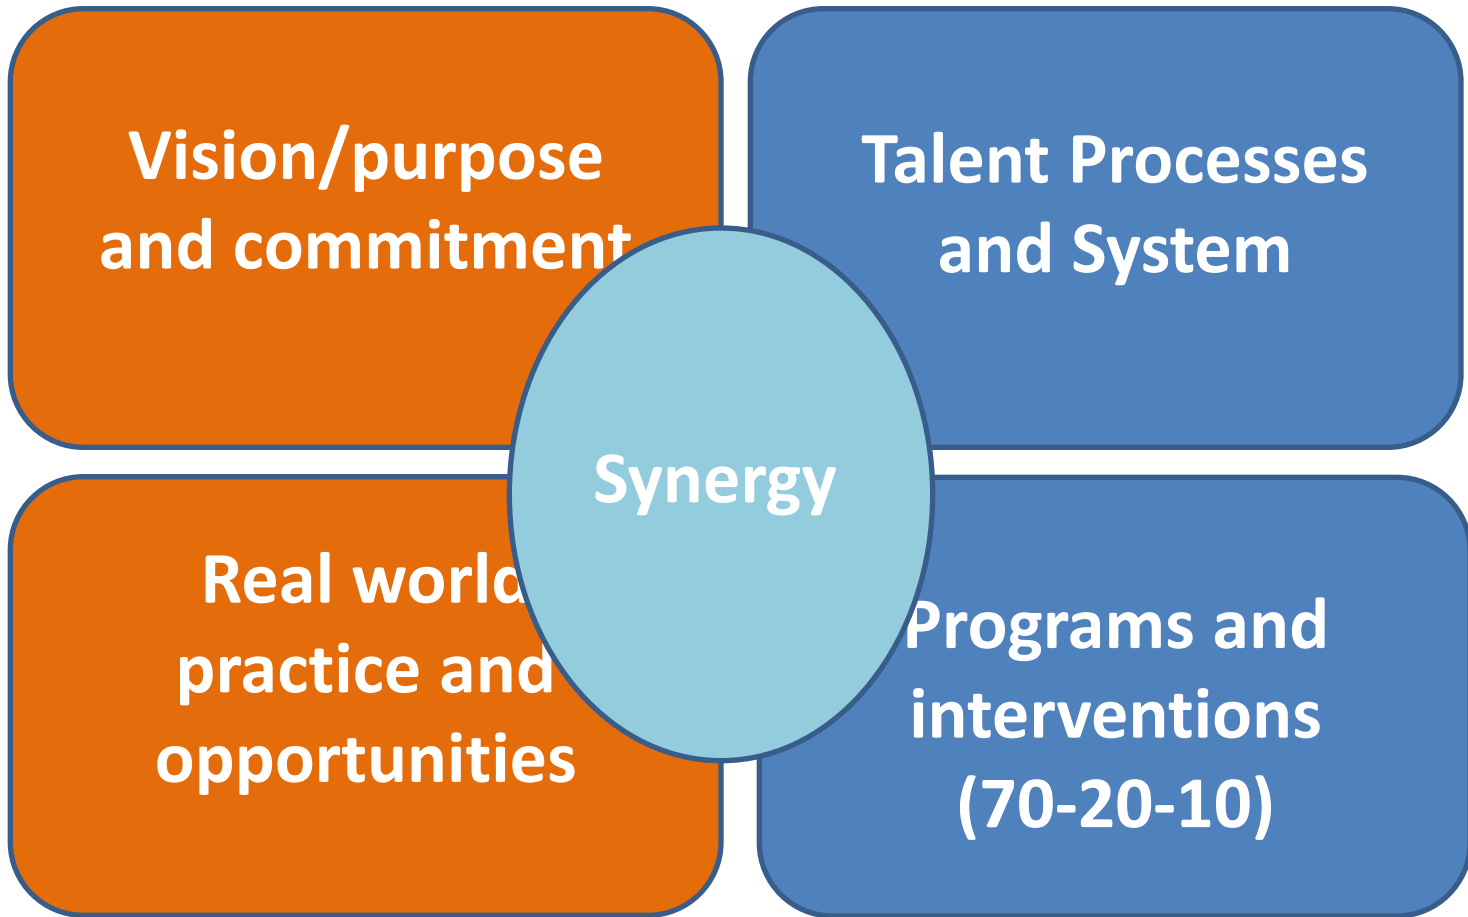 Vision/purpose
and commitment
Talent Processes
and System
Synergy
Real world
practice and
opportunities
Programs and
interventions
(70-20-10)